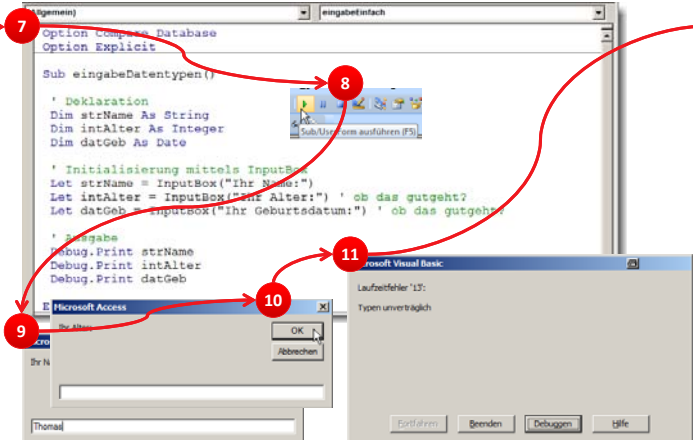 (Allgemein)
eingabeEinfach
7
Option Compare Database
Option Explicit
Sub eingabeDatentypen()
8
Sub/UserForm ausführen (F5)
' Deklaration
Dim strName As String
Dim intAlter As Integer
Dim datGeb As Date
' Initialisierung mittels InputBox
Let strName = InputBox("Ihr Name:")
Let intAlter = InputBox("Ihr Alter:") ' ob das gutgeht?
Let datGeb = InputBox("Ihr Geburtsdatum:") ' ob das gutgeht?
' Ausgabe
Debug.Print strName
Debug.Print intAlter
Debug.Print datGeb
9
10
11
Microsoft Access
Ihr Alter:
OK
Abbrechen
Ihr N
Thomas
Microsoft Visual Basic
Laufzeitfehler '13':
Typen unverträglich
Fortfahren
Beenden
Debuggen
Hilfe